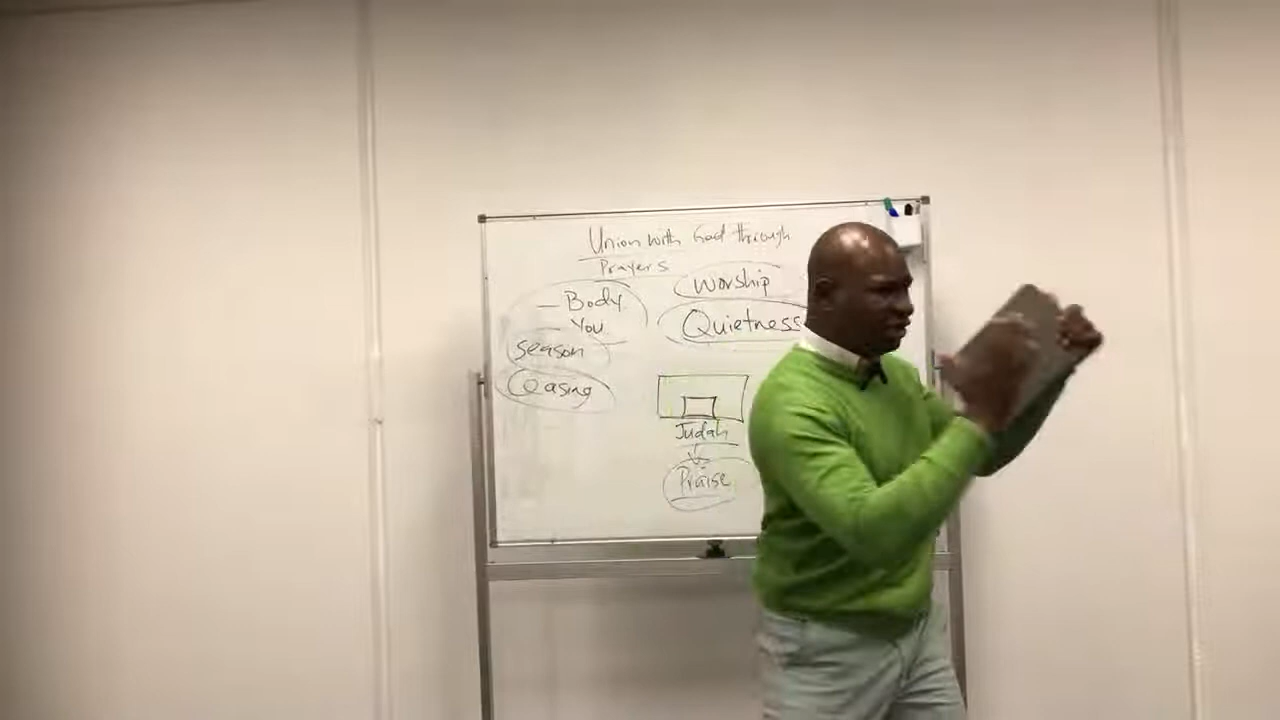 Union with God through
Prayers
Worship
— Body
— You
Quietness
season
Ceasing
Judah
Praise